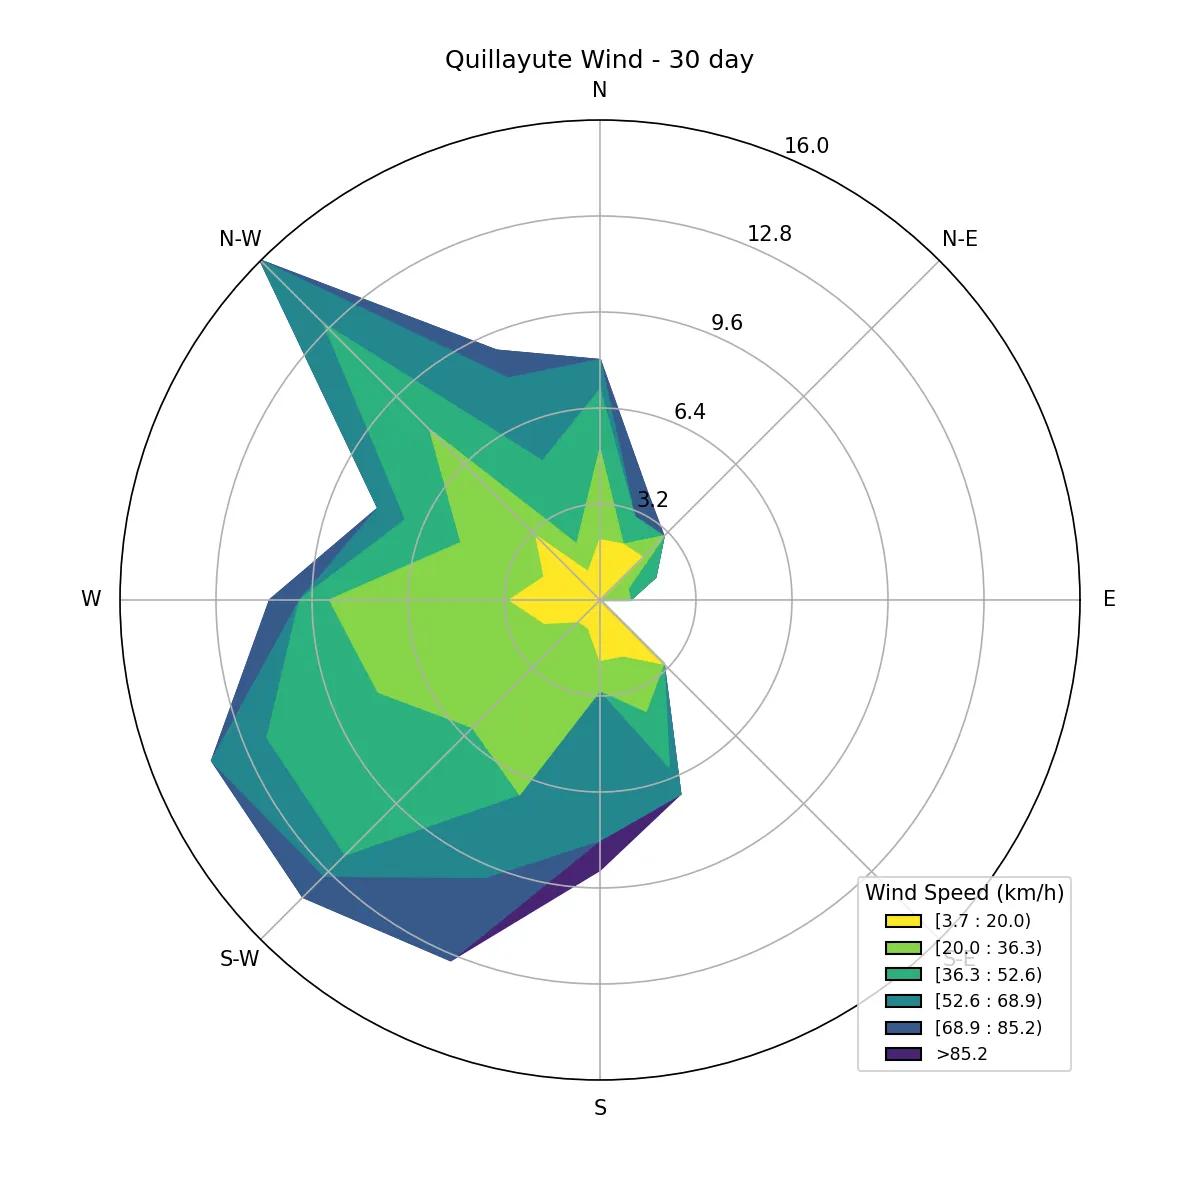 Quillayute Wind - 30 day
N
16.0
12.8
N-W
N-E
9.6
6.4
3.2
W
E
S-W
S-E
S
Wind Speed (km/h)
[3.7 : 20.0)
[20.0 : 36.3)
[36.3 : 52.6)
[52.6 : 68.9)
[68.9 : 85.2)
>85.2